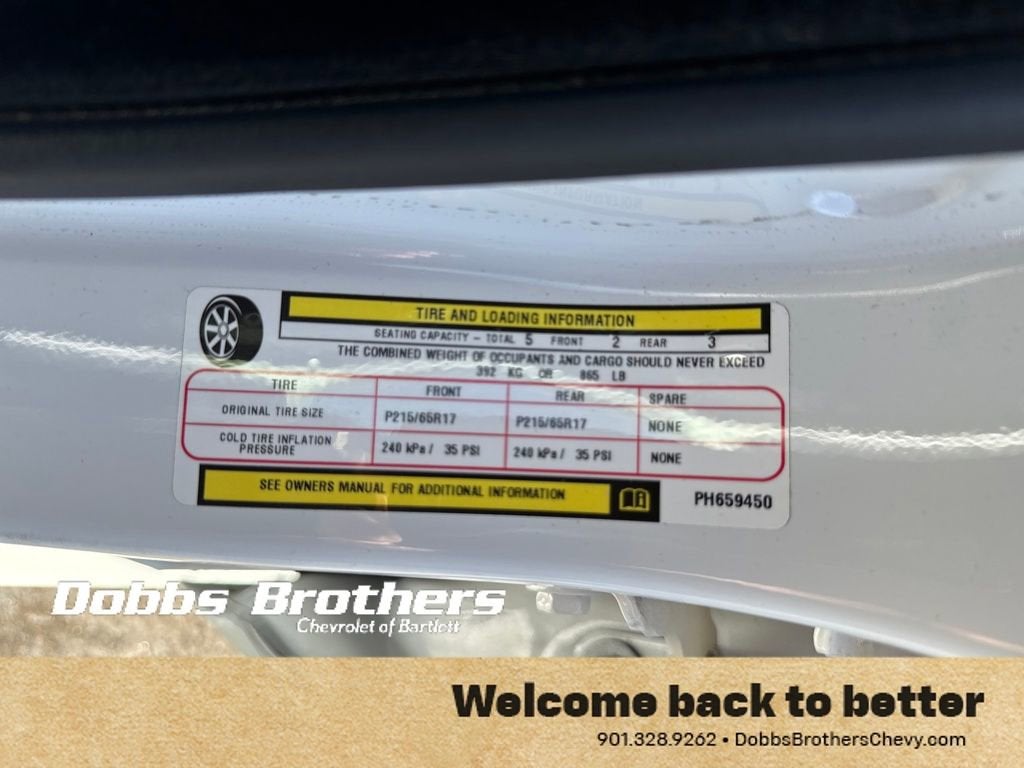 TIRE AND LOADING INFORMATION
SEATING CAPACITY - TOTAL 5 FRONT 2 REAR 3
THE COMBINED WEIGHT OF OCCUPANTS AND CARGO SHOULD NEVER EXCEED
392 KG OR 865 LB
TIRE FRONT REAR SPARE
ORIGINAL TIRE SIZE P215/65R17 P215/65R17 NONE
COLD TIRE INFLATION
PRESSURE 240 kPa / 35 PSI 240 kPa / 35 PSI NONE
SEE OWNERS MANUAL FOR ADDITIONAL INFORMATION
PH659450
Dobbs Brothers
Chevrolet of Bartlett
Welcome back to better
901.328.9262 • DobbsBrothersChevy.com